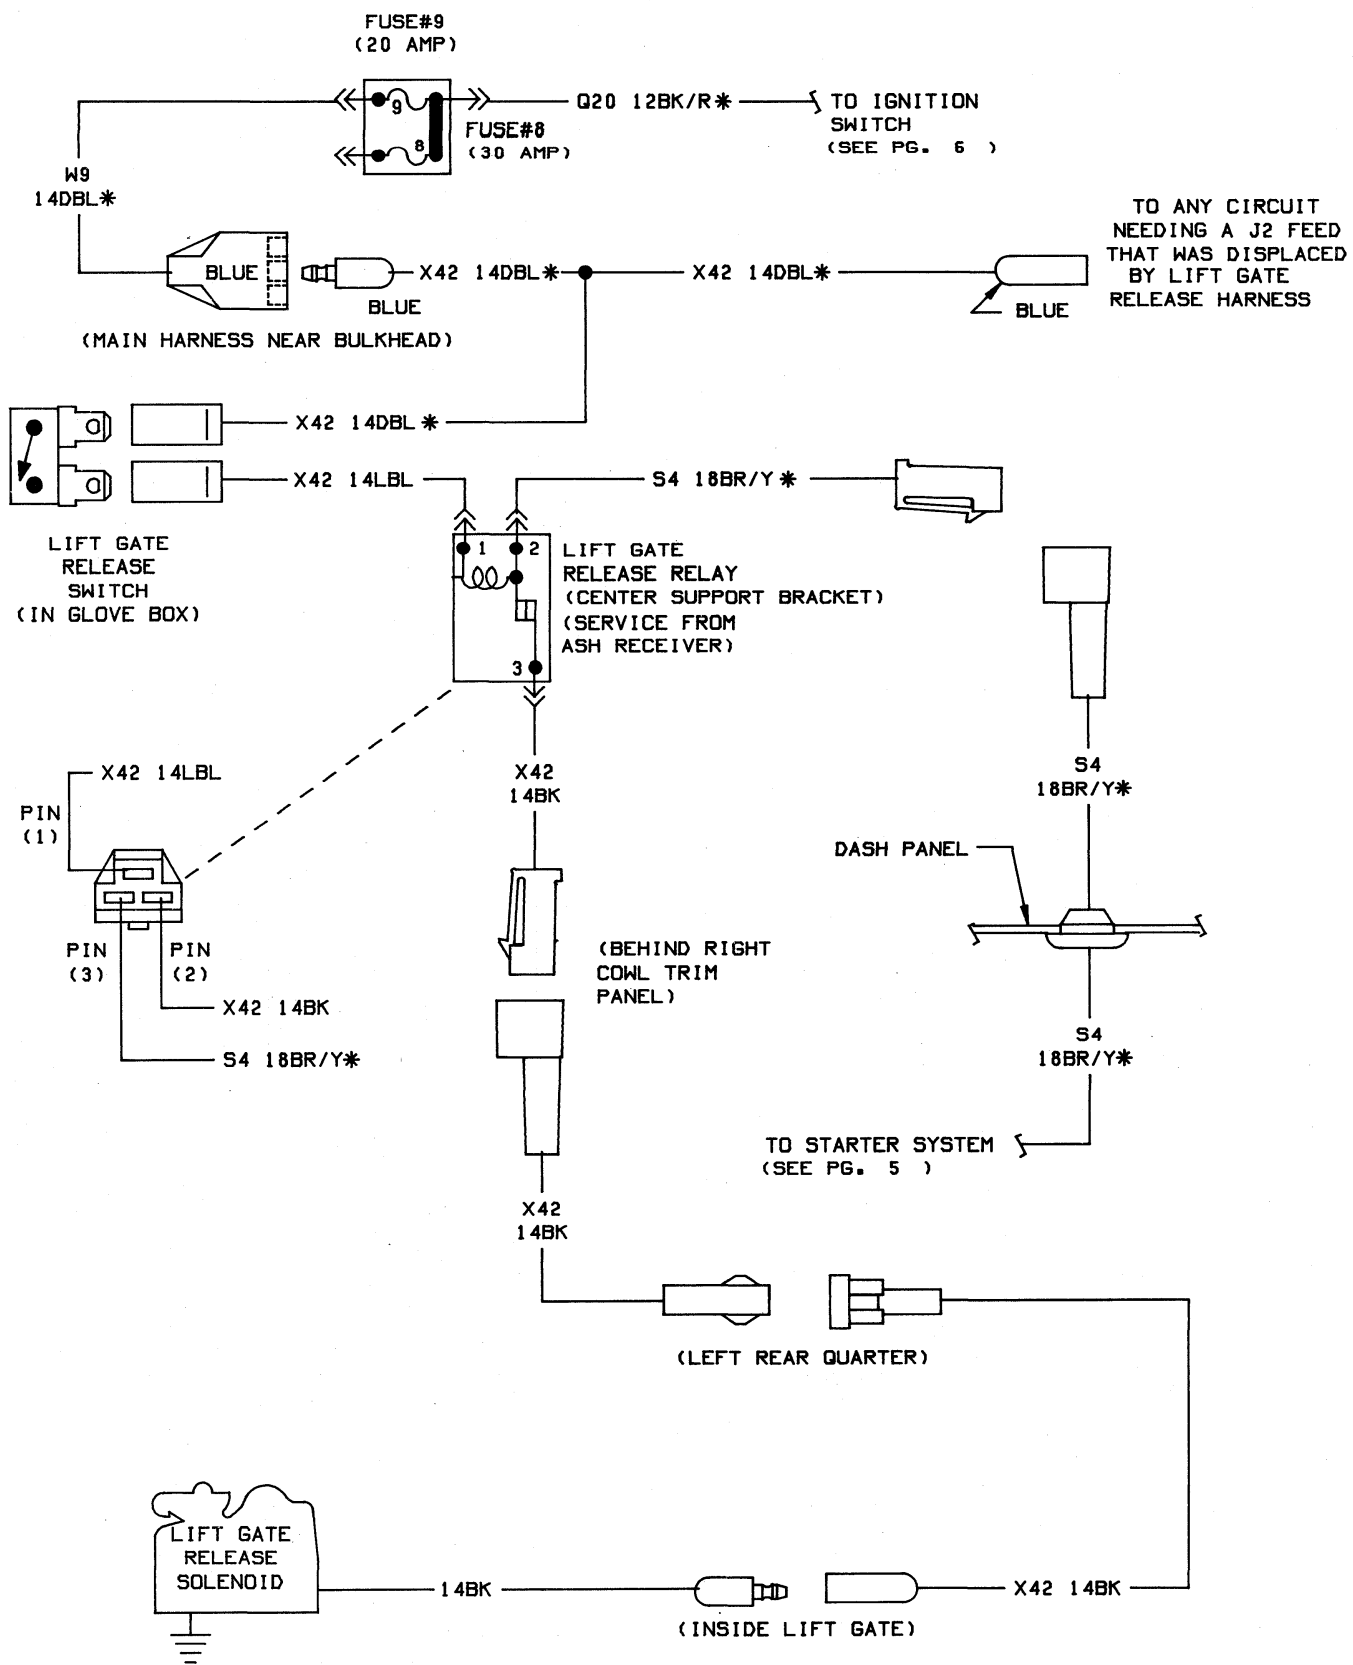 FUSE#9
(20 AMP)
9
Q20 12BK/R*
TO IGNITION
SWITCH
(SEE PG. 6 )
FUSE#8
(30 AMP)
8
W9
14DBL*
BLUE
X42 14DBL*
X42 14DBL*
BLUE
(MAIN HARNESS NEAR BULKHEAD)
BLUE
TO ANY CIRCUIT
NEEDING A J2 FEED
THAT WAS DISPLACED
BY LIFT GATE
RELEASE HARNESS
X42 14DBL*
X42 14LBL
S4 18BR/Y*
LIFT GATE
RELEASE
SWITCH
(IN GLOVE BOX)
1
2
3
LIFT GATE
RELEASE RELAY
(CENTER SUPPORT BRACKET)
(SERVICE FROM
ASH RECEIVER)
X42
14BK
S4
18BR/Y*
X42 14LBL
PIN
(1)
PIN
(3)
PIN
(2)
X42 14BK
S4 18BR/Y*
DASH PANEL
(BEHIND RIGHT
COWL TRIM
PANEL)
S4
18BR/Y*
TO STARTER SYSTEM
(SEE PG. 5 )
X42
14BK
(LEFT REAR QUARTER)
LIFT GATE
RELEASE
SOLENOID
14BK
X42 14BK
(INSIDE LIFT GATE)